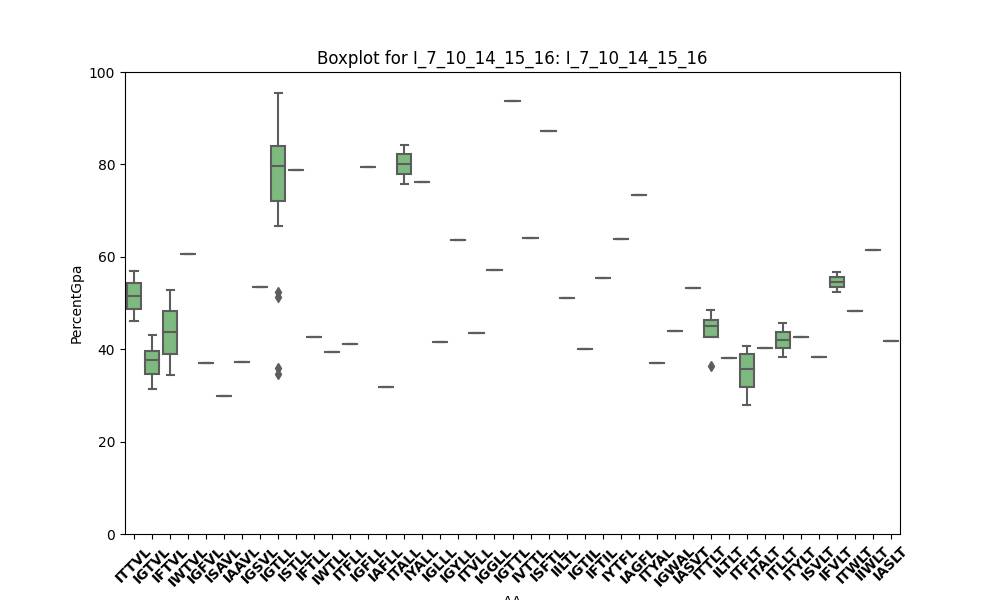 Boxplot for I_7_10_14_15_16: I_7_10_14_15_16
PercentGpa
100
80
60
40
20
0
ITTVL
IGTVL
IFTVL
IWTVL
IGFVL
ISAVL
IAAVL
IGSVL
IGTLL
ISTLL
IFTLL
IWTLL
ITFLL
IGFLL
IAFLL
ITALL
IYALL
IGLLL
IGYLL
ITVLL
IGGLL
IGTTL
IVTTL
ISFTL
IILTL
IGTIL
IFTIL
IYTFL
IAGFL
ITYAL
IGWAL
IASVT
ITTLT
ILTLT
ITFLT
ITALT
ITLLT
ITYLT
ISVLT
IFVLT
ITWLT
IIWLT
IASLT